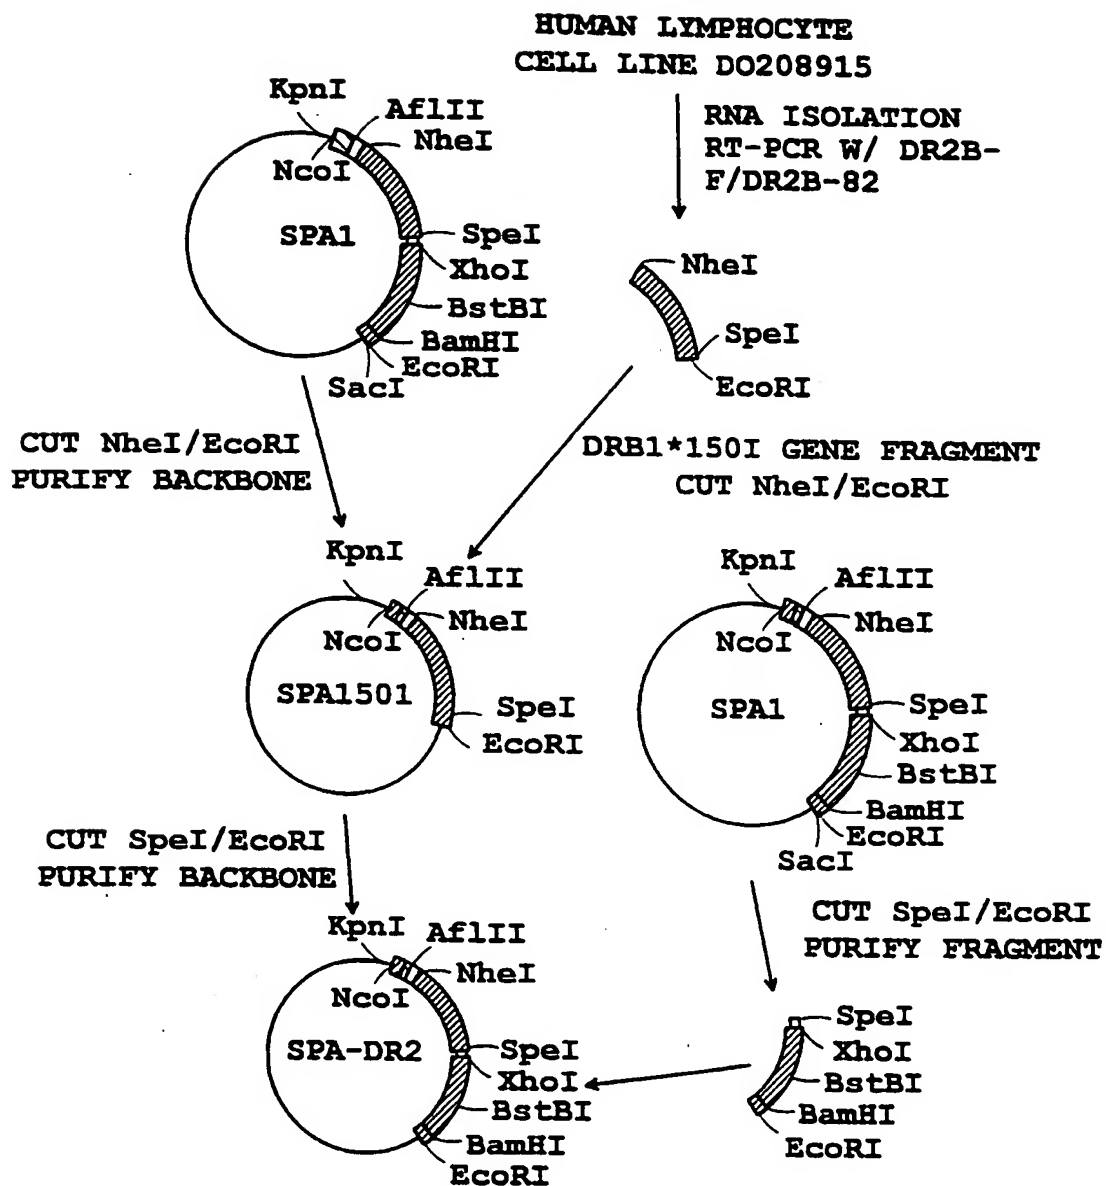 HUMAN LYMPHOCYTE
CELL LINE DO208915
RNA ISOLATION
RT-PCR W/ DR2B-
F/DR2B-82
KpnI
AflII
NheI
NcoI
SPA1
SpeI
XhoI
BstBI
BamHI
EcoRI
SacI
NheI
SpeI
EcoRI
CUT NheI/EcoRI
PURIFY BACKBONE
DRB1*150I GENE FRAGMENT
CUT NheI/EcoRI
KpnI
AflII
NheI
NcoI
SPA1501
SpeI
EcoRI
KpnI
AflII
NheI
NcoI
SPA1
SpeI
XhoI
BstBI
BamHI
EcoRI
SacI
CUT SpeI/EcoRI
PURIFY BACKBONE
CUT SpeI/EcoRI
PURIFY FRAGMENT
KpnI
AflII
NheI
NcoI
SPA-DR2
SpeI
XhoI
BstBI
BamHI
EcoRI
SpeI
XhoI
BstBI
BamHI
EcoRI